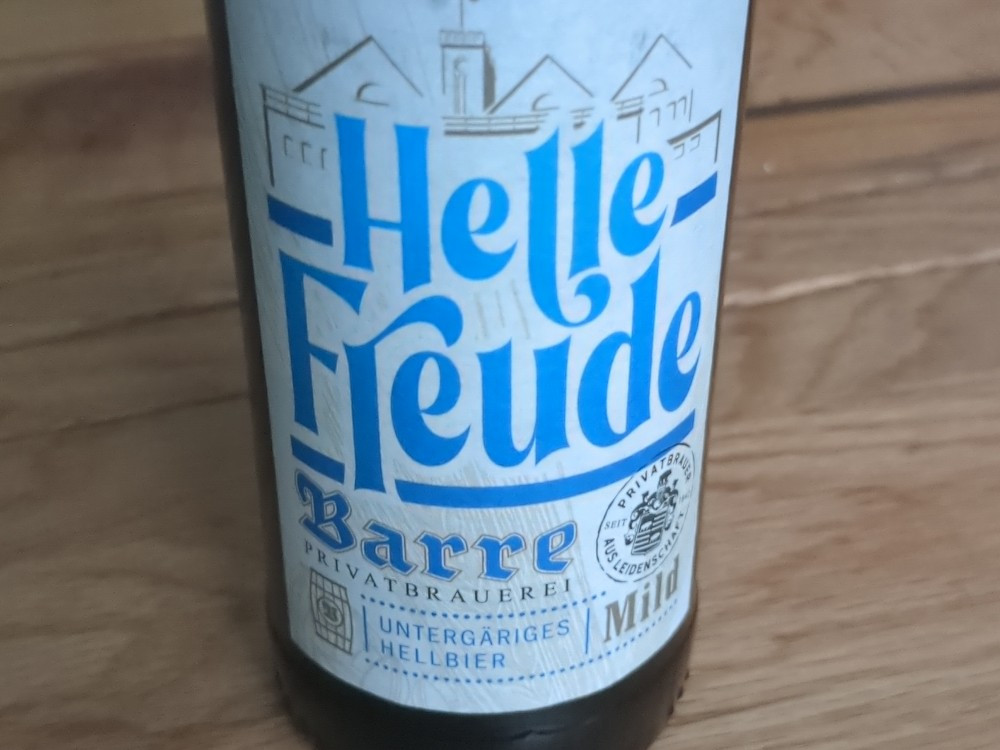 Helle
Freude
Barre
PRIVATBRAUEREI
PRIVATBRAUER
SEIT
AUS LEIDENSCHAFT
UNTERGÄRIGES
HELLBIER
Mild